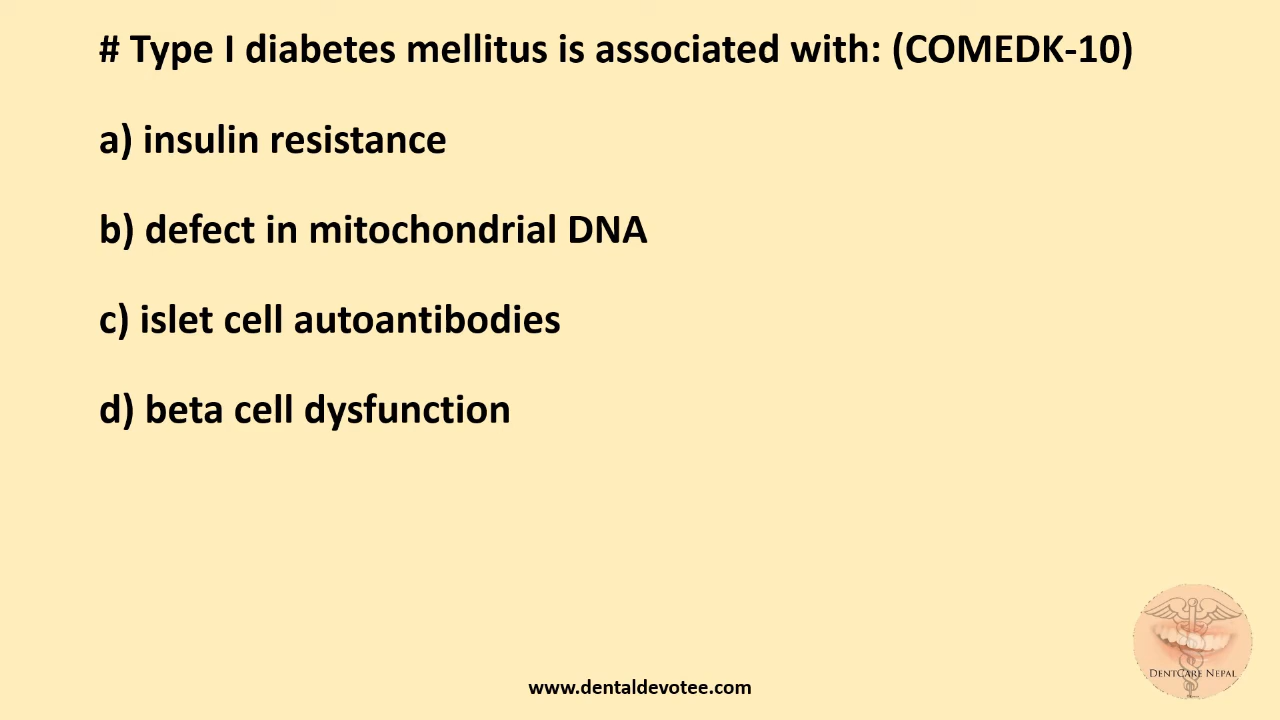 # Type I diabetes mellitus is associated with: (COMEDK-10)
a) insulin resistance
b) defect in mitochondrial DNA
c) islet cell autoantibodies
d) beta cell dysfunction
DENTCARE NEPAL
www.dentaldevotee.com